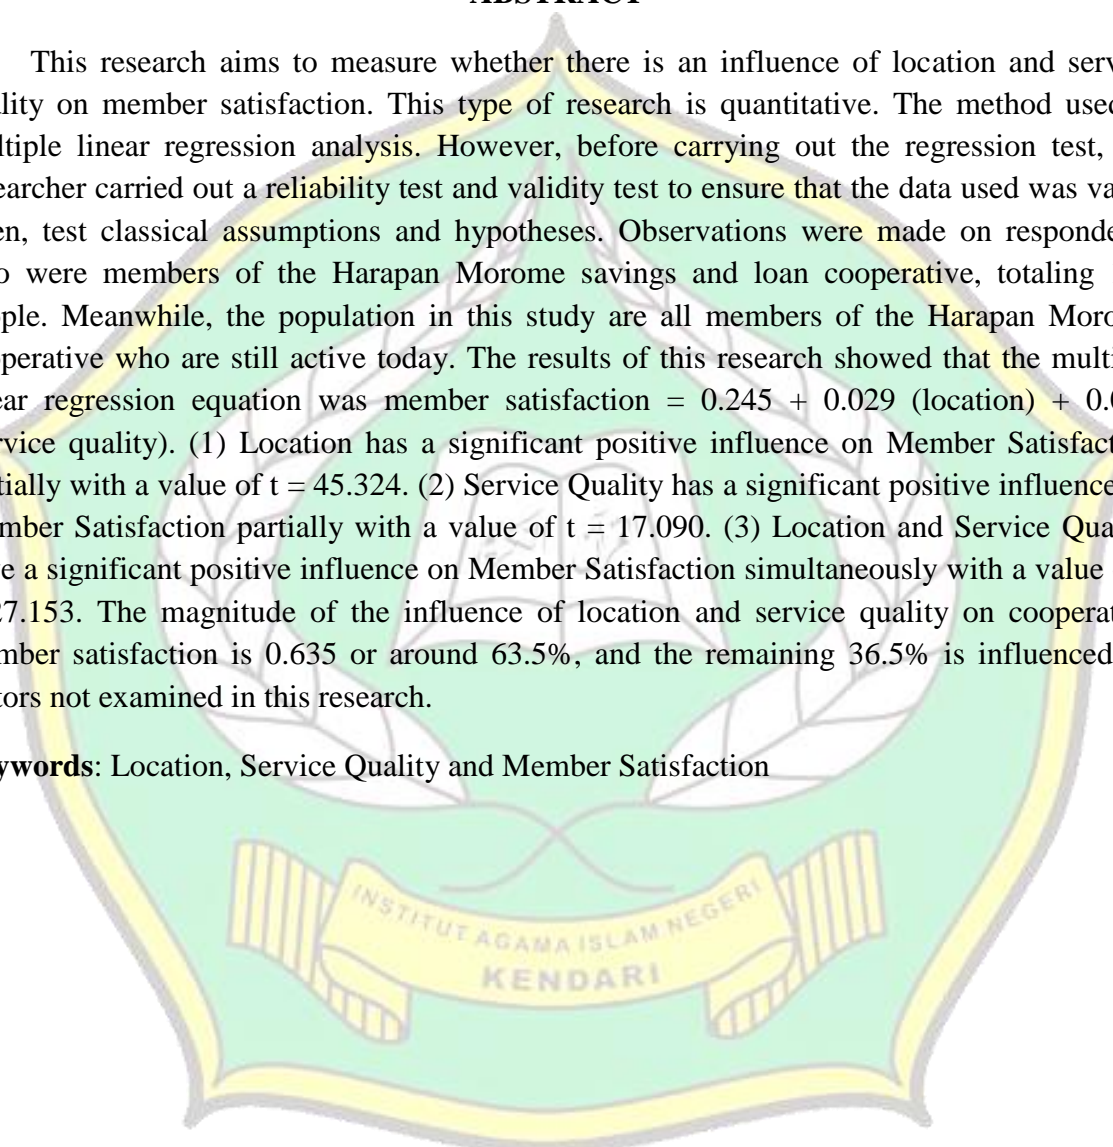 ABSTRACT
This research aims to measure whether there is an influence of location and serv
ality on member satisfaction. This type of research is quantitative. The method used
ltiple linear regression analysis. However, before carrying out the regression test,
earcher carried out a reliability test and validity test to ensure that the data used was va
en, test classical assumptions and hypotheses. Observations were made on responde
o were members of the Harapan Morome savings and loan cooperative, totaling
ople. Meanwhile, the population in this study are all members of the Harapan Moro
operative who are still active today. The results of this research showed that the multi
ear regression equation was member satisfaction = 0.245 + 0.029 (location) + 0.0
rvice quality). (1) Location has a significant positive influence on Member Satisfact
tially with a value of t = 45.324. (2) Service Quality has a significant positive influence
mber Satisfaction partially with a value of t = 17.090. (3) Location and Service Qua
e a significant positive influence on Member Satisfaction simultaneously with a value
27.153. The magnitude of the influence of location and service quality on cooperat
mber satisfaction is 0.635 or around 63.5%, and the remaining 36.5% is influenced
tors not examined in this research.
ywords: Location, Service Quality and Member Satisfaction
INSTITUT AGAMA ISLAM NEGERI
KENDARI